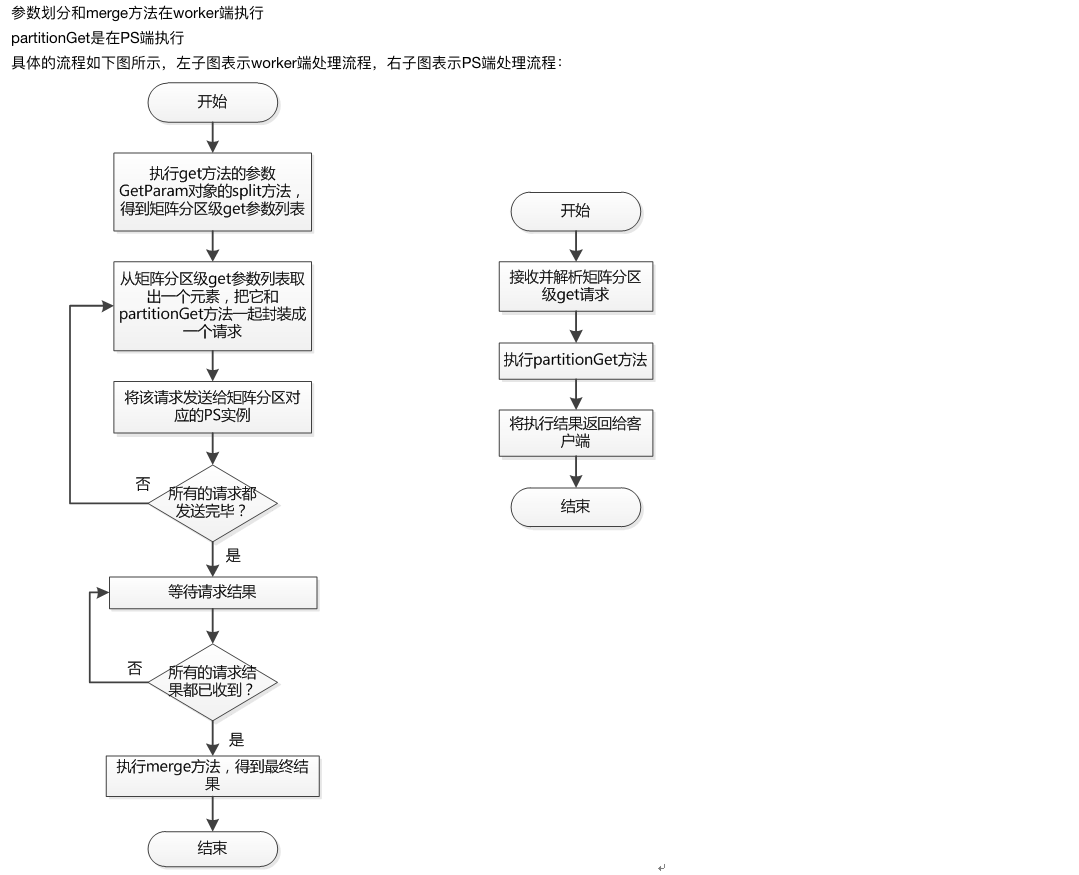 参数划分和merge方法在worker端执行
partitionGet是在PS端执行
具体的流程如下图所示，左子图表示worker端处理流程，右子图表示PS端处理流程：
开始
执行get方法的参数
GetParam对象的split方法，
得到矩阵分区级get参数列表
从矩阵分区级get参数列表取
出一个元素，把它和
partitionGet方法一起封装成
一个请求
将该请求发送给矩阵分区对
应的PS实例
否
所有的请求都
发送完毕？
是
等待请求结果
否
所有的请求结
果都已收到？
是
执行merge方法，得到最终结
果
结束
开始
接收并解析矩阵分区
级get请求
执行partitionGet方法
将执行结果返回给客
户端
结束